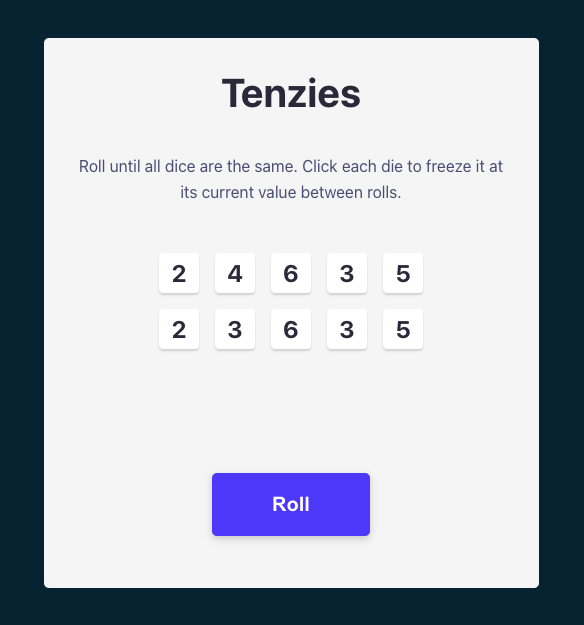 Tenzies
Roll until all dice are the same. Click each die to freeze it at
its current value between rolls.
2 4 6 3 5
2 3 6 3 5
Roll